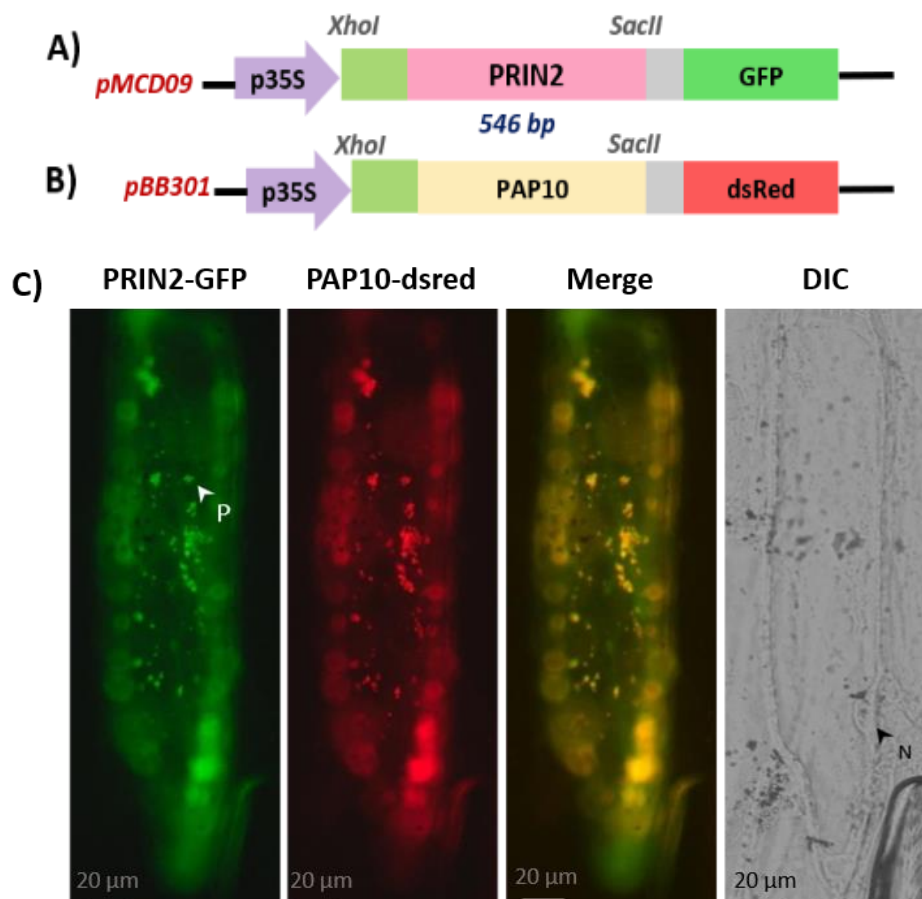 A)
XhoI
SacII
pMCD09
p35S
PRIN2
GFP
546 bp
B)
XhoI
SacII
pBB301
p35S
PAP10
dsRed
C)
PRIN2-GFP
PAP10-dsred
Merge
DIC
P
N
20 µm
20 µm
20 µm
20 µm